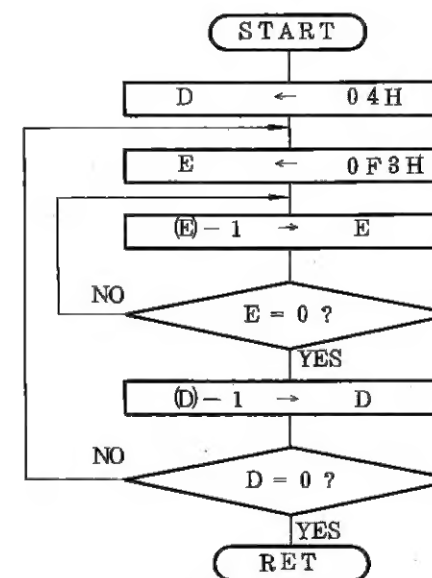 START
D ← 04H
E ← 0F3H
(E)－1 → E
NO
E = 0 ?
YES
(D)－1 → D
NO
D = 0 ?
YES
RET